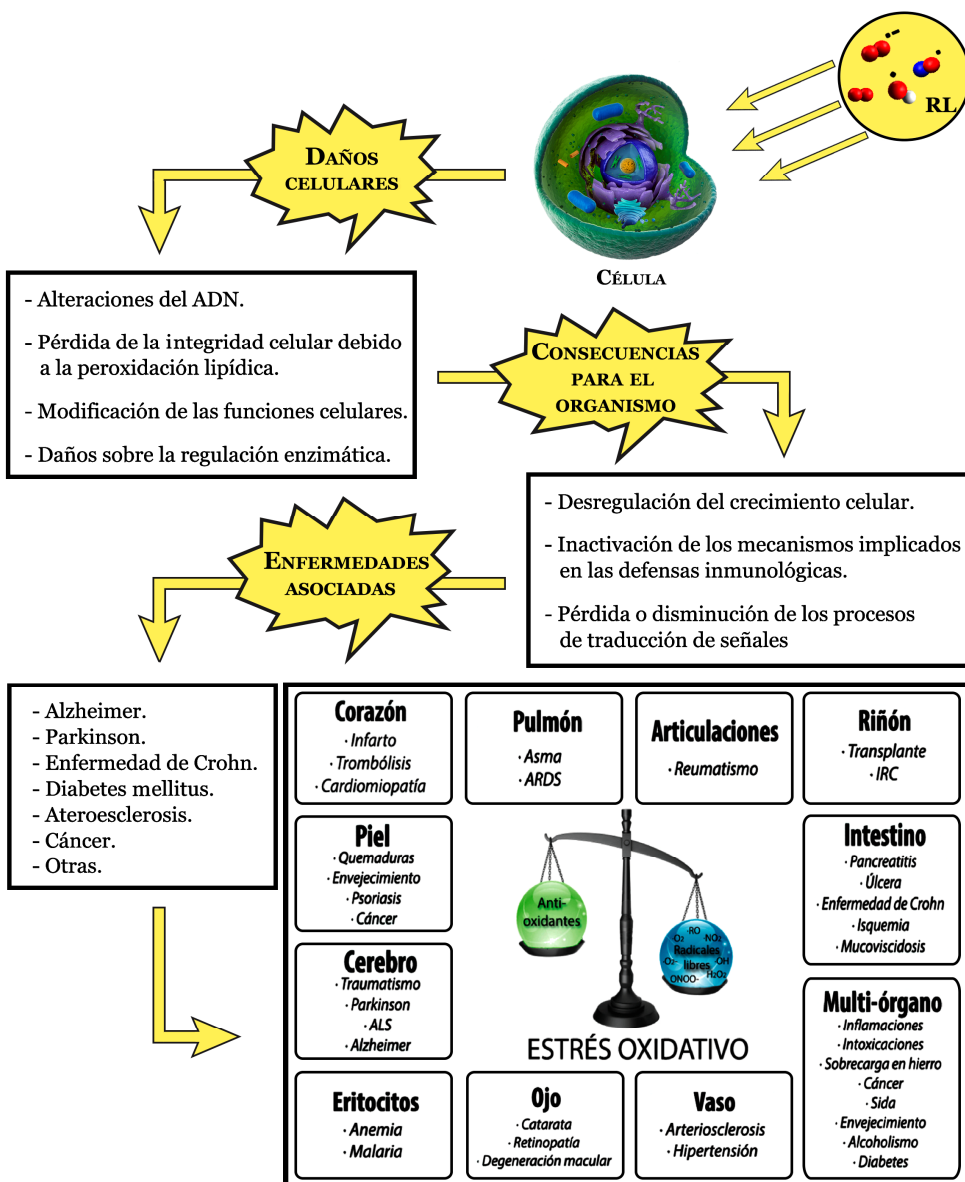 RL
DAÑOS
CELULARES
CÉLULA
- Alteraciones del ADN.
- Pérdida de la integridad celular debido
a la peroxidación lipídica.
- Modificación de las funciones celulares.
- Daños sobre la regulación enzimática.
CONSECUENCIAS
PARA EL
ORGANISMO
- Desregulación del crecimiento celular.
- Inactivación de los mecanismos implicados
en las defensas inmunológicas.
- Pérdida o disminución de los procesos
de traducción de señales
ENFERMEDADES
ASOCIADAS
- Alzheimer.
- Parkinson.
- Enfermedad de Crohn.
- Diabetes mellitus.
- Ateroesclerosis.
- Cáncer.
- Otras.
Corazón
· Infarto
· Trombólisis
· Cardiomiopatía
Pulmón
· Asma
· ARDS
Articulaciones
· Reumatismo
Riñón
· Transplante
· IRC
Piel
· Quemaduras
· Envejecimiento
· Psoriasis
· Cáncer
Anti-
oxidantes
·RO
·O₂ ·NO₂
Radicales
libres
O₂- ·OH
ONOO- H₂O₂
Intestino
· Pancreatitis
· Úlcera
· Enfermedad de Crohn
· Isquemia
· Mucoviscidosis
Cerebro
· Traumatismo
· Parkinson
· ALS
· Alzheimer
ESTRÉS OXIDATIVO
Multi-órgano
· Inflamaciones
· Intoxicaciones
· Sobrecarga en hierro
· Cáncer
· Sida
· Envejecimiento
· Alcoholismo
· Diabetes
Eritocitos
· Anemia
· Malaria
Ojo
· Catarata
· Retinopatía
· Degeneración macular
Vaso
· Arteriosclerosis
· Hipertensión